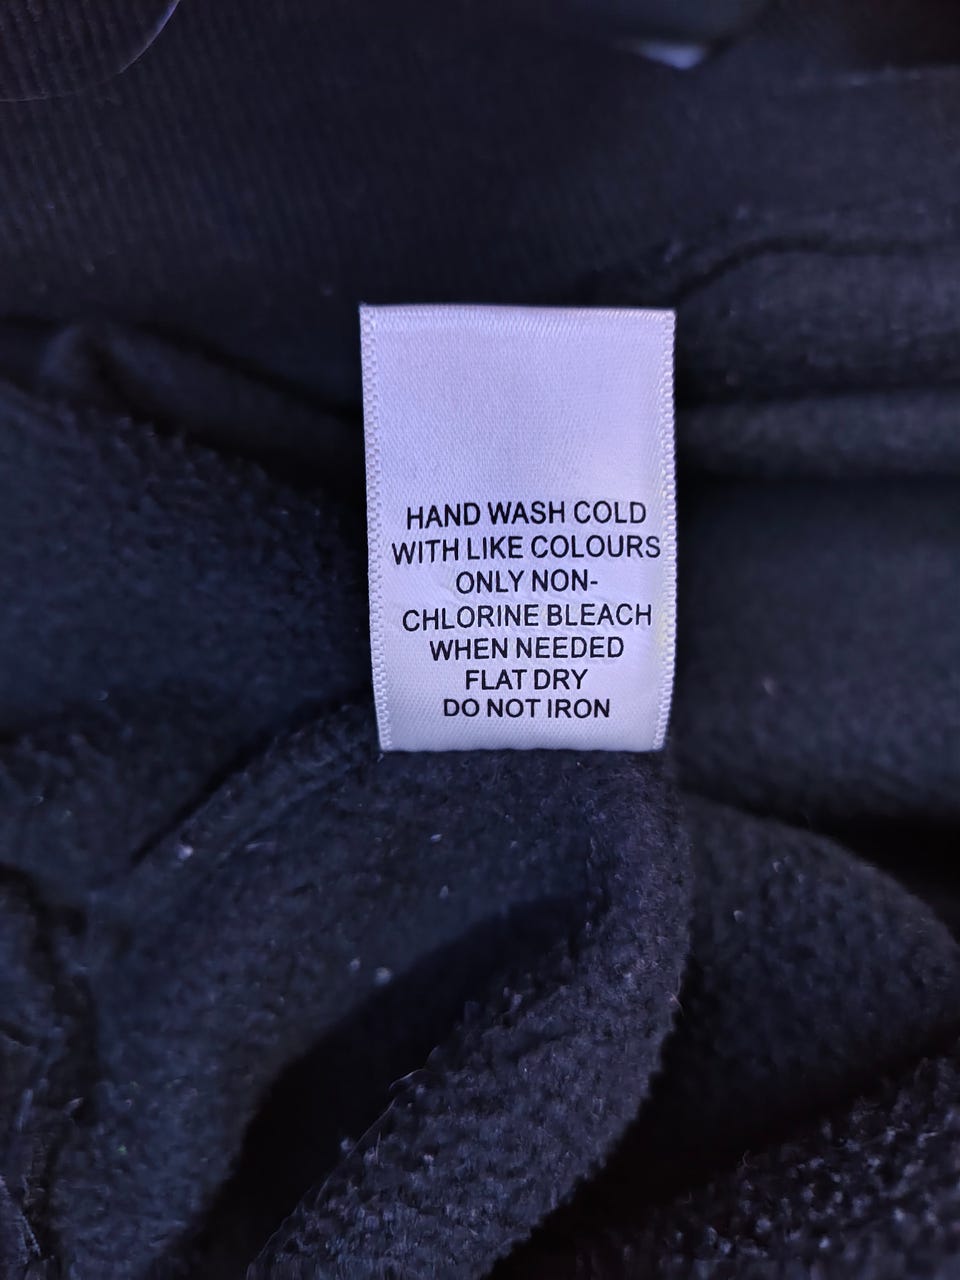 HAND WASH COLD
WITH LIKE COLOURS
ONLY NON-
CHLORINE BLEACH
WHEN NEEDED
FLAT DRY
DO NOT IRON